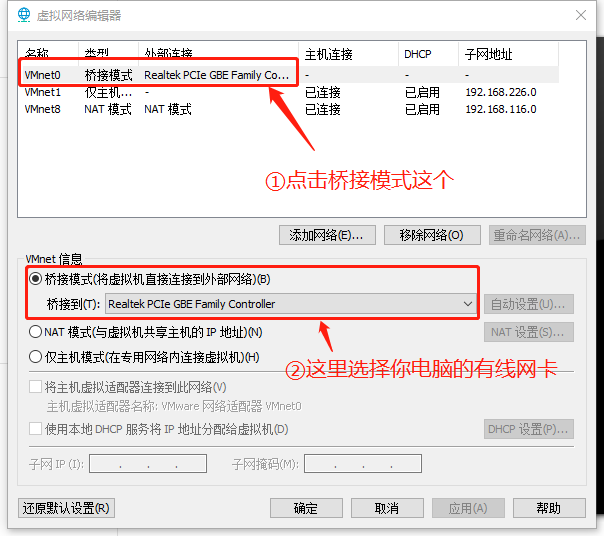 虚拟网络编辑器
名称 类型 外部连接 主机连接 DHCP 子网地址
VMnet0 桥接模式 Realtek PCIe GBE Family Co... - - -
VMnet1 仅主机... - 已连接 已启用 192.168.226.0
VMnet8 NAT 模式 NAT 模式 已连接 已启用 192.168.116.0
①点击桥接模式这个
添加网络(E)... 移除网络(O) 重命名网络(A)...
VMnet 信息
桥接模式(将虚拟机直接连接到外部网络)(B)
桥接到(T): Realtek PCIe GBE Family Controller 自动设置(U)...
NAT 模式(与虚拟机共享主机的 IP 地址)(N) NAT 设置(S)...
仅主机模式(在专用网络内连接虚拟机)(H)
②这里选择你电脑的有线网卡
将主机虚拟适配器连接到此网络(V)
主机虚拟适配器名称: VMware 网络适配器 VMnet0
使用本地 DHCP 服务将 IP 地址分配给虚拟机(D) DHCP 设置(P)...
子网 IP (I): . . . 子网掩码(M): . . .
还原默认设置(R) 确定 取消 应用(A) 帮助